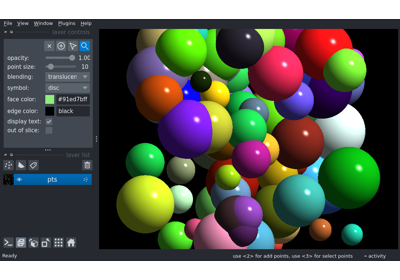 File View Window Plugins Help
layer controls
opacity: 1.00
point size: 10
blending: translucen
symbol: disc
face color: #91ed7bff
edge color: black
display text:
out of slice:
layer list
pts
Ready
use <2> for add points, use <3> for select points
activity